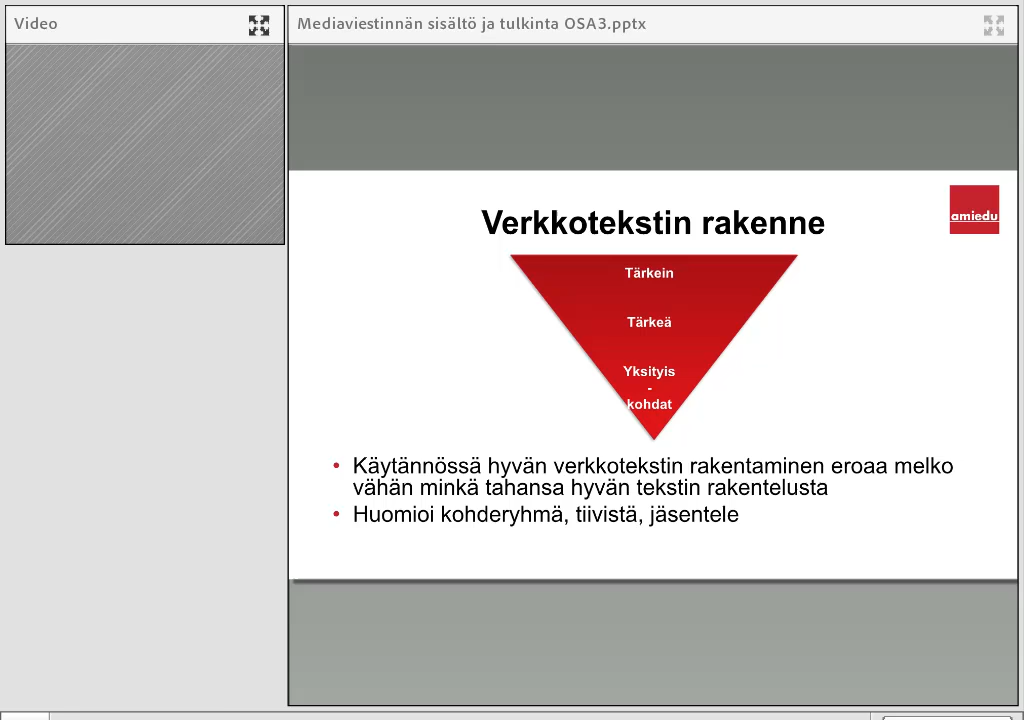 Video
Mediaviestinnän sisältö ja tulkinta OSA3.pptx
amiedu
Verkkotekstin rakenne
Tärkein
Tärkeä
Yksityis
-
kohdat
• Käytännössä hyvän verkkotekstin rakentaminen eroaa melko
vähän minkä tahansa hyvän tekstin rakentelusta
• Huomioi kohderyhmä, tiivistä, jäsentele